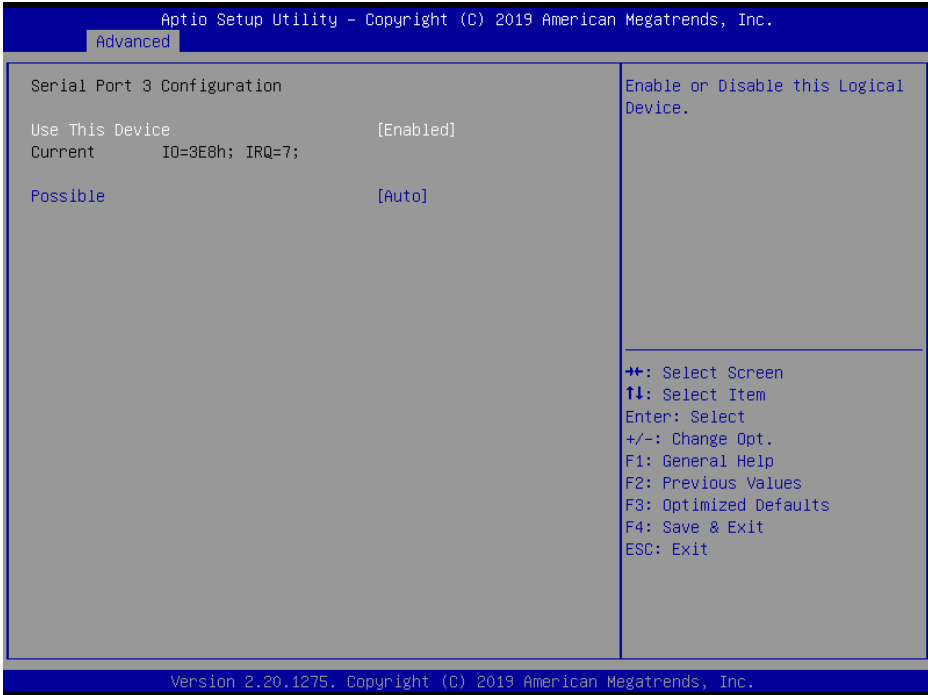 Aptio Setup Utility – Copyright (C) 2019 American Megatrends, Inc.
Advanced
Serial Port 3 Configuration
Use This Device [Enabled]
Current IO=3E8h; IRQ=7;
Possible [Auto]
Enable or Disable this Logical
Device.
→←: Select Screen
↑↓: Select Item
Enter: Select
+/-: Change Opt.
F1: General Help
F2: Previous Values
F3: Optimized Defaults
F4: Save & Exit
ESC: Exit
Version 2.20.1275. Copyright (C) 2019 American Megatrends, Inc.